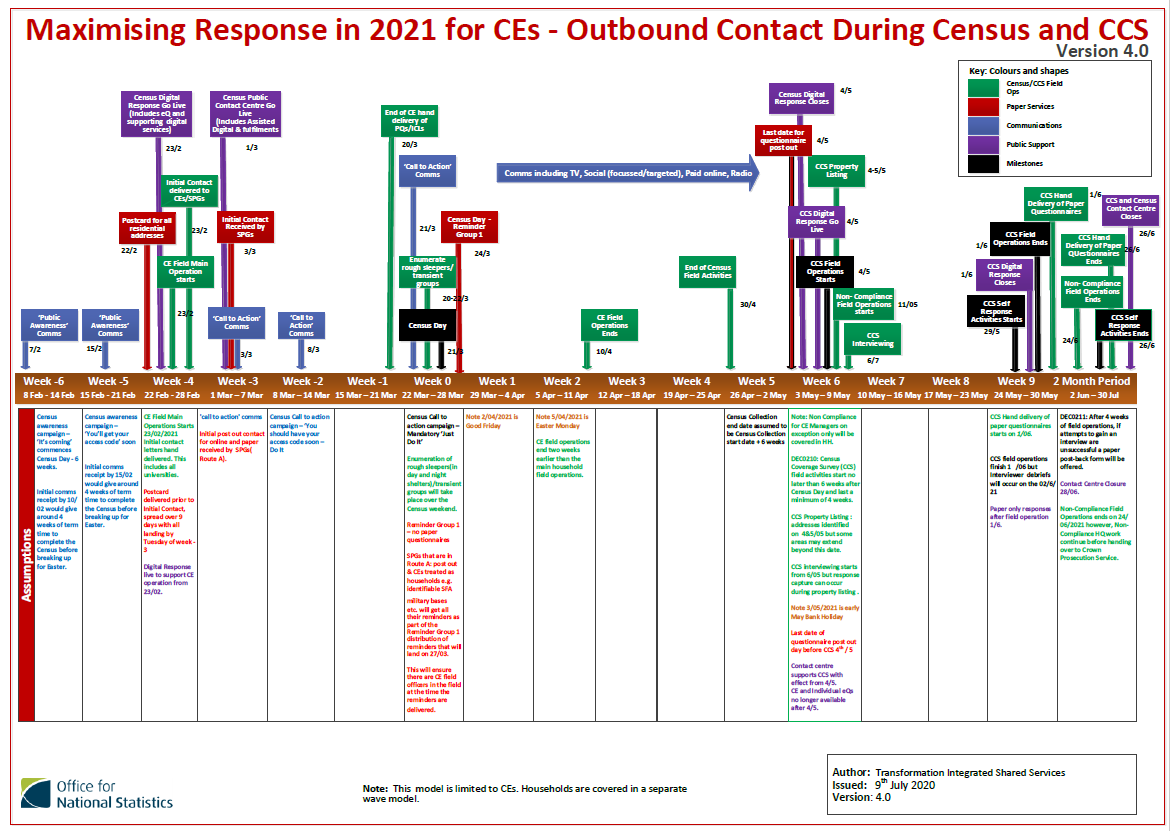 Maximising Response in 2021 for CEs - Outbound Contact During Census and CCS
Version 4.0
Key: Colours and shapes
Census/CCS Field
Ops
Paper Services
Communications
Public Support
Milestones
Census Digital
Response Go Live
(Includes eQ and
supporting digital
services)
23/2
Census Public
Contact Centre Go
Live
(Includes Assisted
Digital & fulfilments
1/3
Initial Contact
delivered to
CEs/SPGs
23/2
Postcard for all
residential
addresses
22/2
Initial Contact
Received by
SPGs
3/3
CE Field Main
Operation
starts
23/2
'Public
Awareness'
Comms
7/2
'Public
Awareness'
Comms
15/2
'Call to Action'
Comms
3/3
'Call to
Action'
Comms
8/3
End of CE hand
delivery of
PQs/ICLs
20/3
'Call to Action'
Comms
21/3
Census Day -
Reminder
Group 1
24/3
Enumerate
rough sleepers/
transient
groups
20-22/3
Census Day
21/3
Comms including TV, Social (focussed/targeted), Paid online, Radio
CE Field
Operations
Ends
10/4
End of Census
Field Activities
30/4
Census Digital
Response Closes
4/5
Last date for
questionnaire
post out
4/5
CCS Property
Listing
4-5/5
CCS Digital
Response Go
Live
4/5
CCS Field
Operations
Starts
4/5
Non- Compliance
Field Operations
starts
11/05
CCS
Interviewing
6/7
CCS Hand
Delivery of Paper
Questionnaires
1/6
CCS and Census
Contact Centre
Closes
26/6
CCS Field
Operations Ends
1/6
CCS Hand
Delivery of Paper
QUestionnaires
Ends
26/6
CCS Digital
Response
Closes
1/6
Non- Compliance
Field Operations
Ends
24/6
CCS Self
Response
Activities Starts
29/5
CCS Self
Response
Activities Ends
26/6
Week -6
8 Feb - 14 Feb
Week -5
15 Feb - 21 Feb
Week -4
22 Feb - 28 Feb
Week -3
1 Mar – 7 Mar
Week -2
8 Mar – 14 Mar
Week -1
15 Mar – 21 Mar
Week 0
22 Mar – 28 Mar
Week 1
29 Mar – 4 Apr
Week 2
5 Apr – 11 Apr
Week 3
12 Apr – 18 Apr
Week 4
19 Apr – 25 Apr
Week 5
26 Apr – 2 May
Week 6
3 May – 9 May
Week 7
10 May - 16 May
Week 8
17 May - 23 May
Week 9
24 May – 30 May
2 Month Period
2 Jun – 30 Jul
Assumptions
Census
awareness
campaign –
'It's coming'
commences
Census Day - 6
weeks.
Initial comms
receipt by 10/
02 would give
around 4
weeks of term
time to
complete the
Census before
breaking up
for Easter.
Census awareness
campaign –
'You'll get your
access code' soon
Initial comms
receipt by 15/02
would give around
4 weeks of term
time to complete
the Census before
breaking up for
Easter.
CE Field Main
Operations Starts
23/02/2021
Initial contact
letters hand
delivered. This
includes all
universities.
Postcard
delivered prior to
Initial Contact,
spread over 9
days with all
landing by
Tuesday of week -
3
Digital Response
live to support CE
operation from
23/02.
'call to action' comms
Initial post out contact
for online and paper
received by SPGs(
Route A).
Census Call to action
campaign – 'You
should have your
access code soon –
Do It
Census Call to
action campaign –
Mandatory 'Just
Do It'
Enumeration of
rough sleepers(in
day and night
shelters)/transient
groups will take
place over the
Census weekend.
Reminder Group 1
– no paper
questionnaires
SPGs that are in
Route A: post out
& CEs treated as
households e.g.
identifiable SFA
military bases
etc. will get all
their reminders as
part of the
Reminder Group 1
distribution of
reminders that will
land on 27/03.
This will ensure
there are CE field
officers in the field
at the time the
reminders are
delivered.
Note 2/04/2021 is
Good Friday
Note 5/04/2021 is
Easter Monday
CE field operations
end two weeks
earlier than the
main household
field operations.
Census Collection
end date assumed to
be Census Collection
start date + 6 weeks
Note: Non Compliance
for CE Managers on
exception only will be
covered in HH.
DEC0210: Census
Coverage Survey (CCS)
field activities start no
later than 6 weeks after
Census Day and last a
minimum of 4 weeks.
CCS Property Listing :
addresses identified
on 4&5/05 but some
areas may extend
beyond this date.
CCS interviewing starts
from 6/05 but response
capture can occur
during property listing .
Note 3/05/2021 is early
May Bank Holiday
Last date of
questionnaire post out
day before CCS 4th / 5
Contact centre
supports CCS with
effect from 4/5.
CE and Individual eQs
no longer available
after 4/5.
CCS Hand delivery of
paper questionnaires
starts on 1/06.
CCS field operations
finish 1 /06 but
Interviewer debriefs
will occur on the 02/6/
21
Paper only responses
after field operation
1/6.
DEC0211: After 4 weeks
of field operations, if
attempts to gain an
interview are
unsuccessful a paper
post-back form will be
offered.
Contact Centre Closure
28/06.
Non-Compliance Field
Operations ends on 24/
06/2021 however, Non-
Compliance HQ work
continue before handing
over to Crown
Prosecution Service.
Office for
National Statistics
Note: This model is limited to CEs. Households are covered in a separate
wave model.
Author: Transformation Integrated Shared Services
Issued: 9th July 2020
Version: 4.0